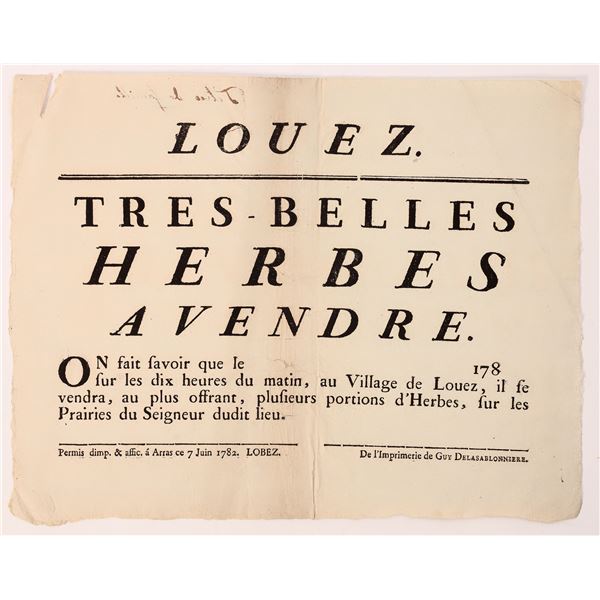 LOUEZ.
TRES-BELLES
HERBES
A VENDRE.
ON fait ſavoir que le 178
ſur les dix heures du matin, au Village de Louez, il ſe
vendra, au plus offrant, pluſieurs portions d'Herbes, ſur les
Prairies du Seigneur dudit lieu.
Permis dimp. & affic. á Arras ce 7 Juin 1782. LOBEZ.
De l'Imprimerie de GUY DELASABLONNIERE.